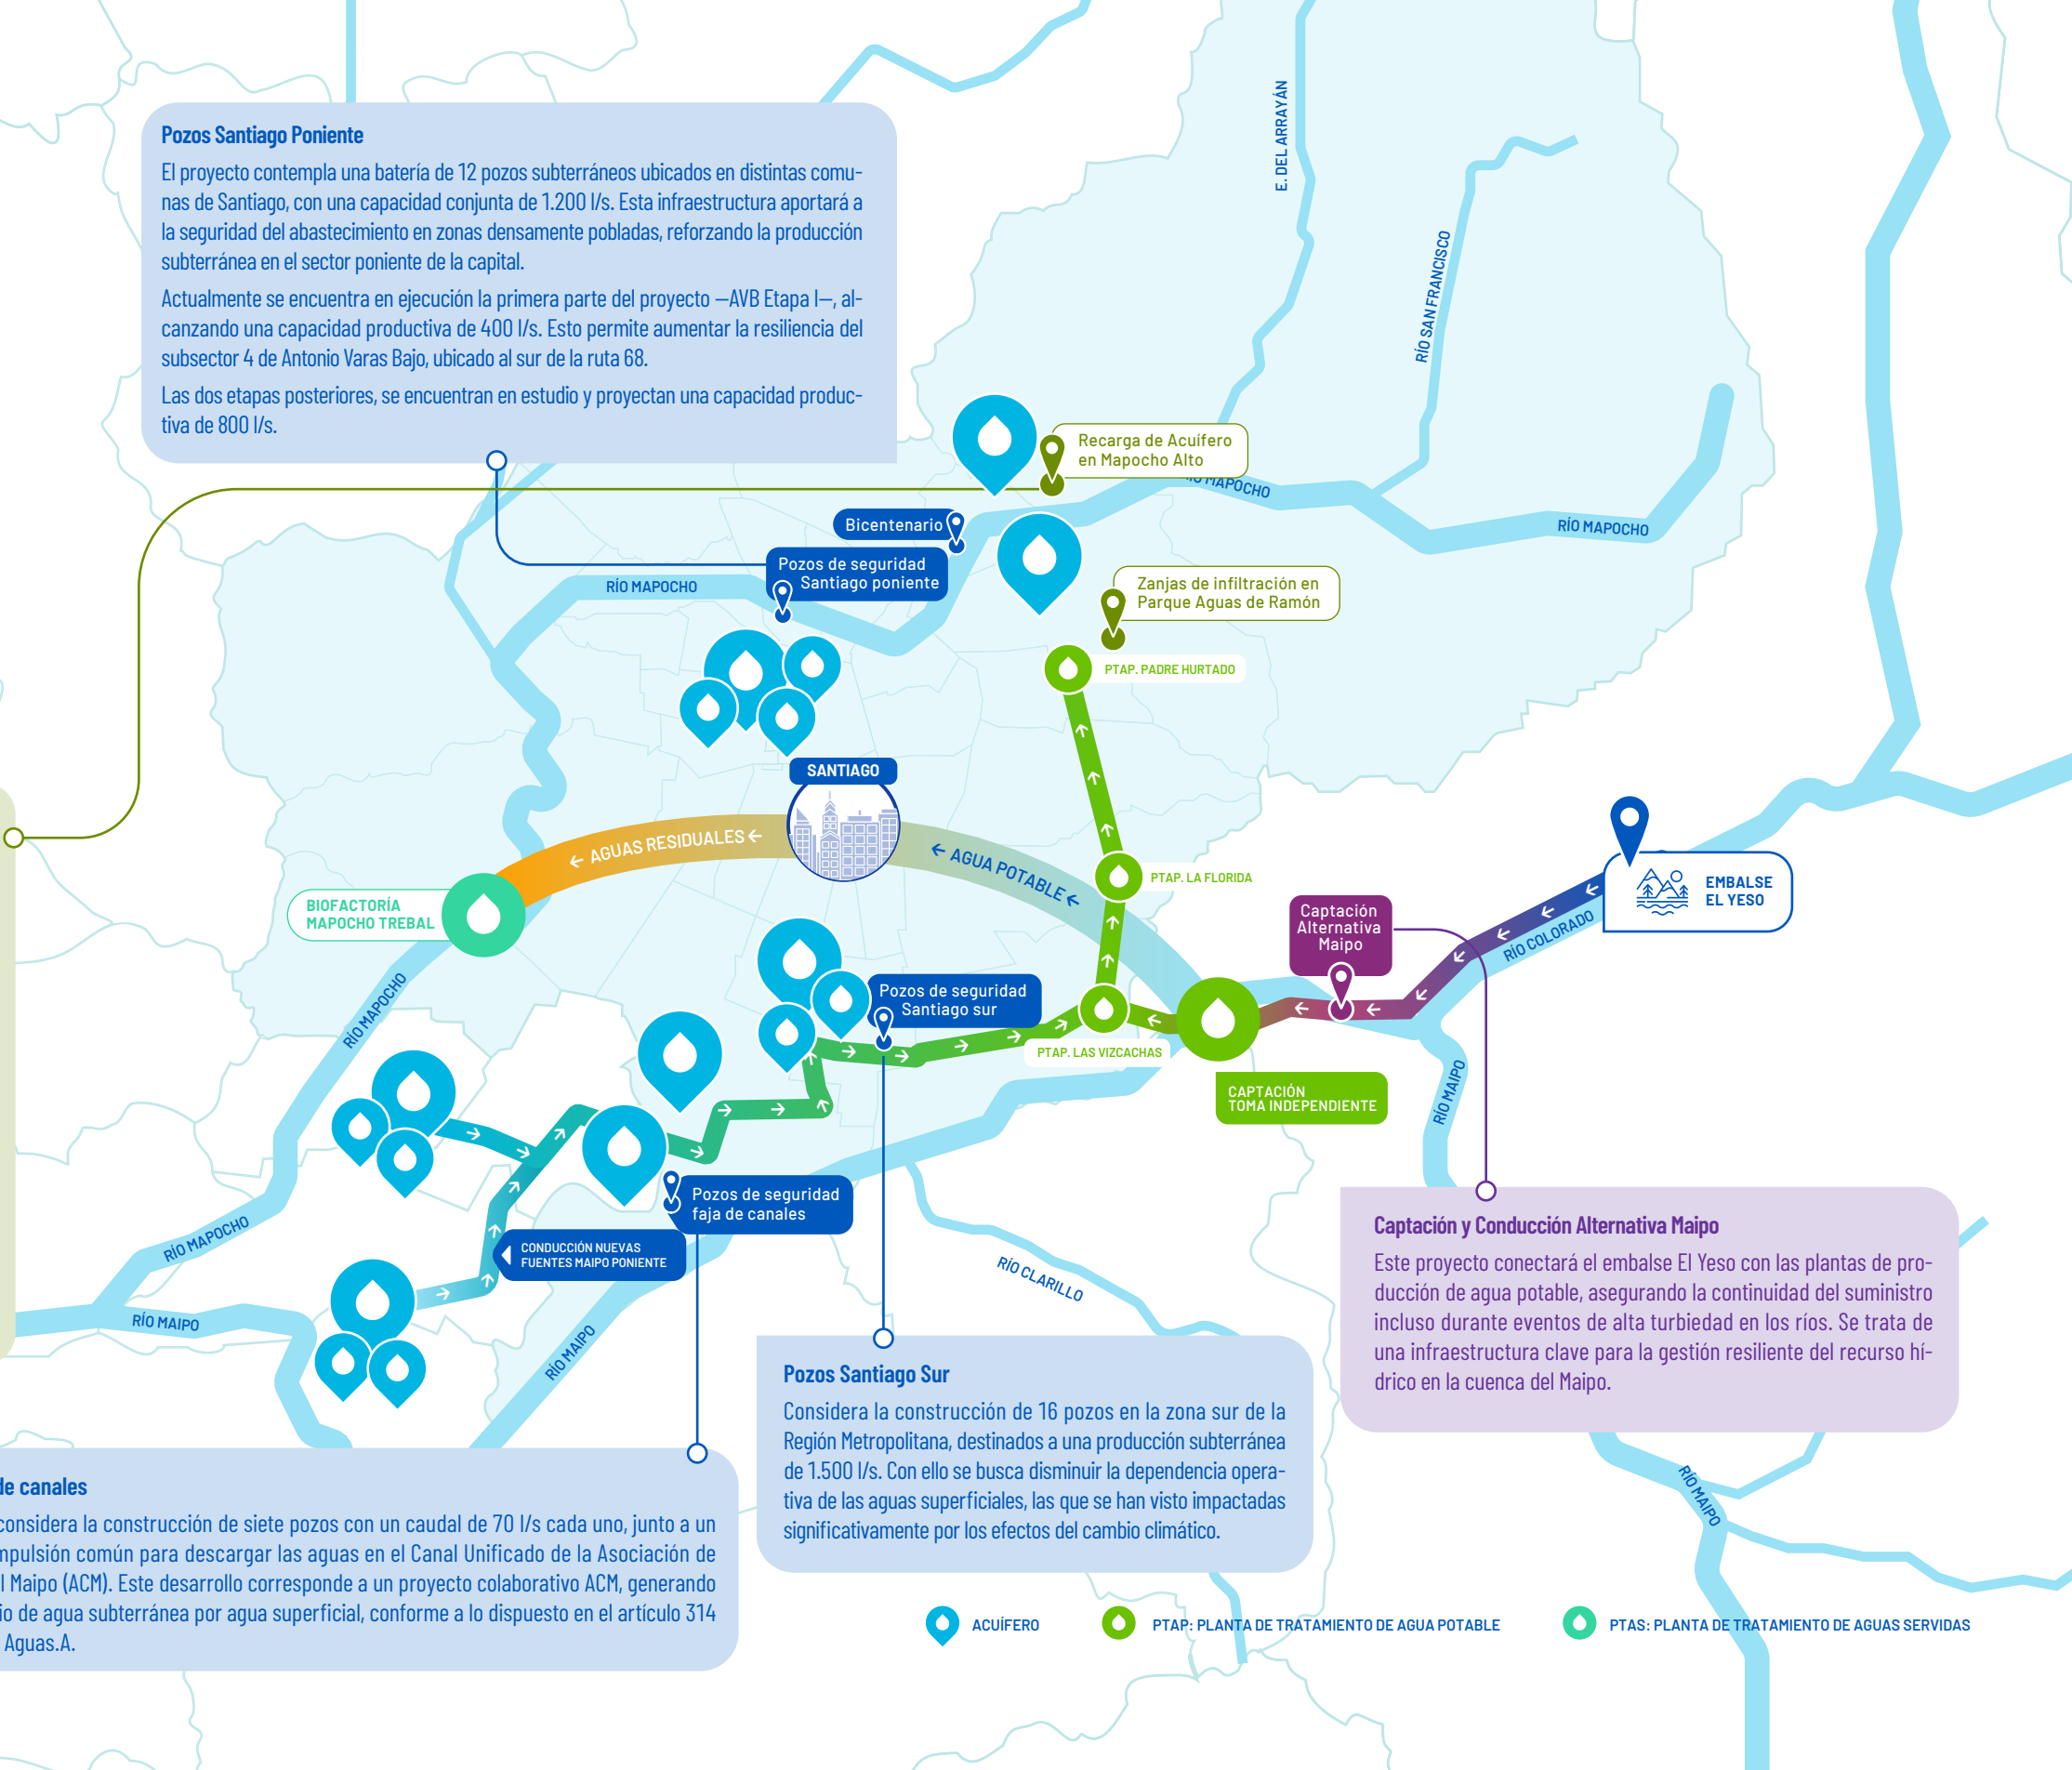 Pozos Santiago Poniente
El proyecto contempla una batería de 12 pozos subterráneos ubicados en distintas comu-
nas de Santiago, con una capacidad conjunta de 1.200 l/s. Esta infraestructura aportará a
la seguridad del abastecimiento en zonas densamente pobladas, reforzando la producción
subterránea en el sector poniente de la capital.
Actualmente se encuentra en ejecución la primera parte del proyecto —AVB Etapa I—, al-
canzando una capacidad productiva de 400 l/s. Esto permite aumentar la resiliencia del
subsector 4 de Antonio Varas Bajo, ubicado al sur de la ruta 68.
Las dos etapas posteriores, se encuentran en estudio y proyectan una capacidad produc-
tiva de 800 l/s.
E. DEL ARRAYÁN
RÍO SAN FRANCISCO
Recarga de Acuífero
en Mapocho Alto
MAPOCHO
RÍO MAPOCHO
Bicentenario
Pozos de seguridad
Santiago poniente
RÍO MAPOCHO
Zanjas de infiltración en
Parque Aguas de Ramón
PTAP. PADRE HURTADO
SANTIAGO
AGUAS RESIDUALES
AGUA POTABLE
PTAP. LA FLORIDA
BIOFACTORÍA
MAPOCHO TREBAL
EMBALSE
EL YESO
RÍO COLORADO
Captación
Alternativa
Maipo
RÍO MAPOCHO
Pozos de seguridad
Santiago sur
PTAP. LAS VIZCACHAS
CAPTACIÓN
TOMA INDEPENDIENTE
RÍO MAIPO
Pozos de seguridad
faja de canales
CONDUCCIÓN NUEVAS
FUENTES MAIPO PONIENTE
RÍO MAPOCHO
RÍO MAIPO
RÍO CLARILLO
RÍO MAIPO
Captación y Conducción Alternativa Maipo
Este proyecto conectará el embalse El Yeso con las plantas de pro-
ducción de agua potable, asegurando la continuidad del suministro
incluso durante eventos de alta turbiedad en los ríos. Se trata de
una infraestructura clave para la gestión resiliente del recurso hí-
drico en la cuenca del Maipo.
Pozos Santiago Sur
Considera la construcción de 16 pozos en la zona sur de la
Región Metropolitana, destinados a una producción subterránea
de 1.500 l/s. Con ello se busca disminuir la dependencia opera-
tiva de las aguas superficiales, las que se han visto impactadas
significativamente por los efectos del cambio climático.
RÍO MAIPO
de canales
considera la construcción de siete pozos con un caudal de 70 l/s cada uno, junto a un
mpulsión común para descargar las aguas en el Canal Unificado de la Asociación de
l Maipo (ACM). Este desarrollo corresponde a un proyecto colaborativo ACM, generando
io de agua subterránea por agua superficial, conforme a lo dispuesto en el artículo 314
Aguas.A.
ACUÍFERO
PTAP: PLANTA DE TRATAMIENTO DE AGUA POTABLE
PTAS: PLANTA DE TRATAMIENTO DE AGUAS SERVIDAS